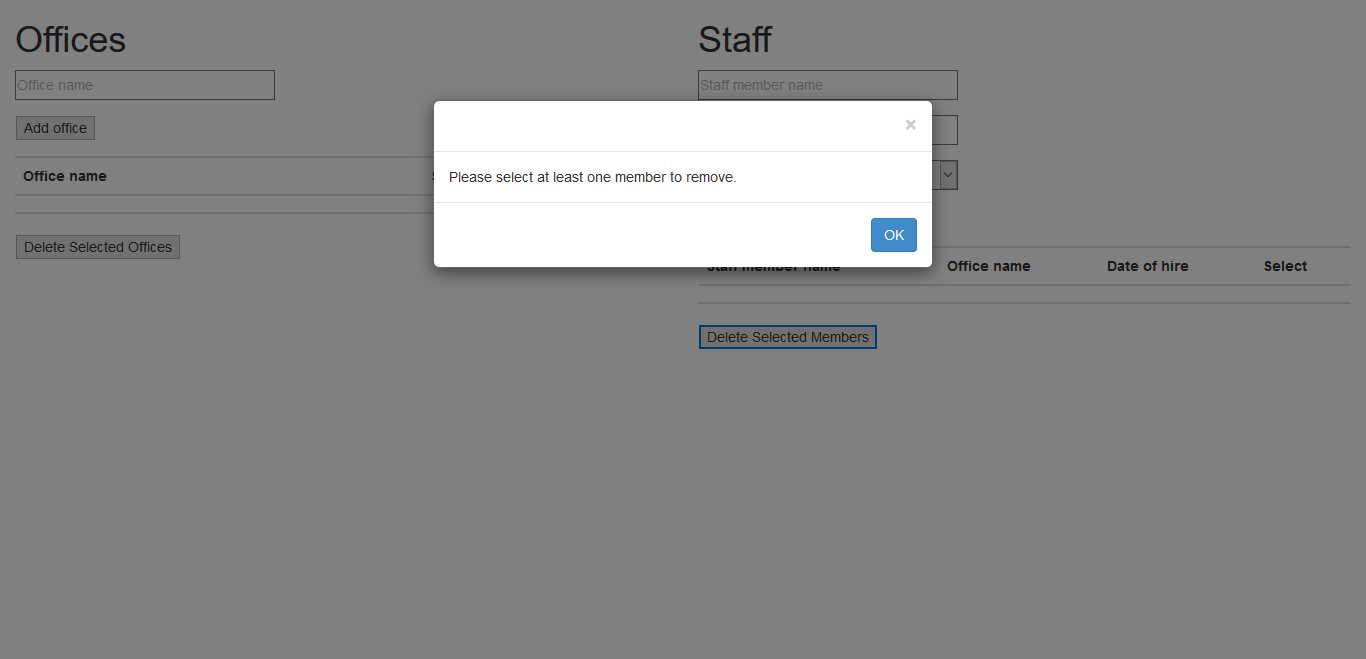 Offices
Office name
Add office
Office name
Delete Selected Offices
Staff
Staff member name
Staff member name Office name Date of hire Select
Delete Selected Members
×
Please select at least one member to remove.
OK